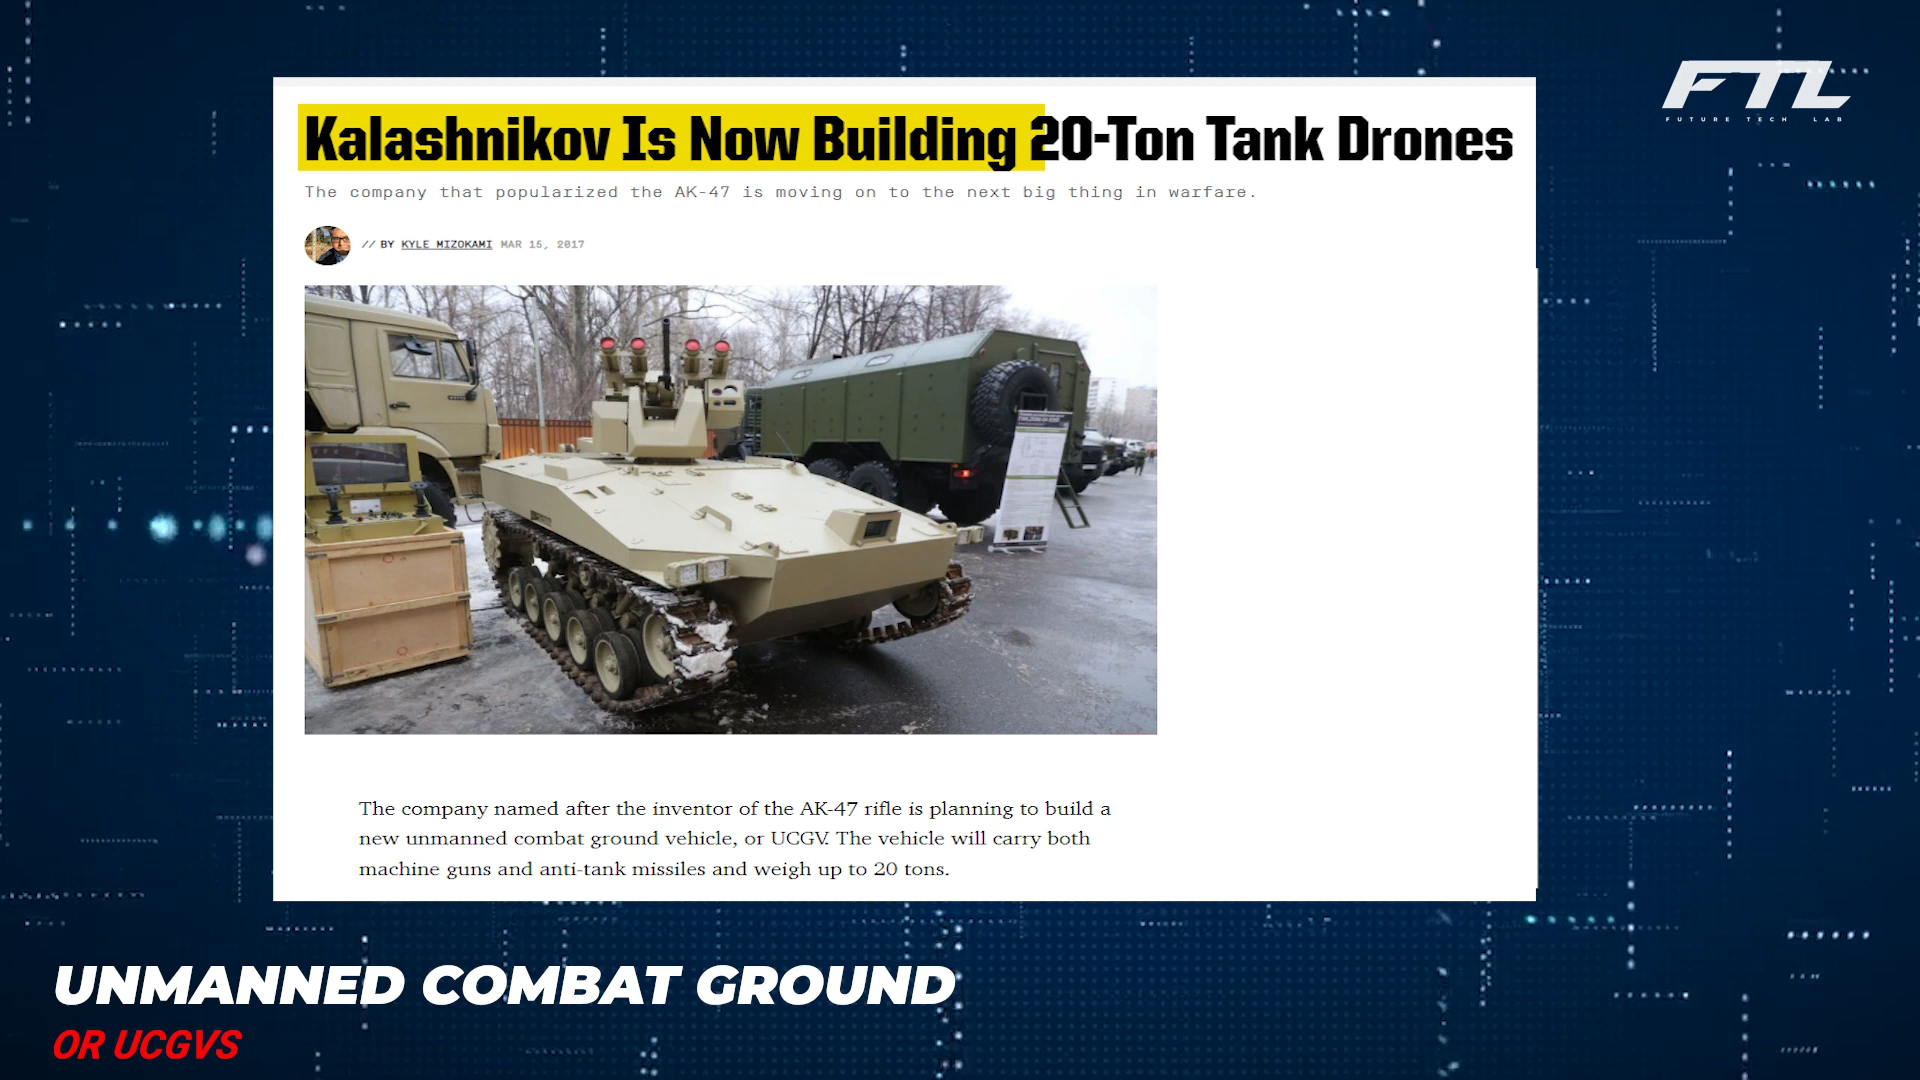 FTL
FUTURE TECH LAB
Kalashnikov Is Now Building 20-Ton Tank Drones
The company that popularized the AK-47 is moving on to the next big thing in warfare.
// BY KYLE MIZOKAMI MAR 15, 2017
The company named after the inventor of the AK-47 rifle is planning to build a
new unmanned combat ground vehicle, or UCGV. The vehicle will carry both
machine guns and anti-tank missiles and weigh up to 20 tons.
UNMANNED COMBAT GROUND
OR UCGVS